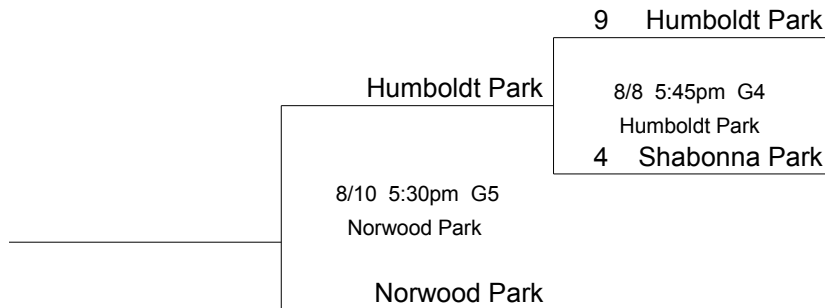 9 Humboldt Park
Humboldt Park
8/8 5:45pm G4
Humboldt Park
4 Shabonna Park
8/10 5:30pm G5
Norwood Park
Norwood Park